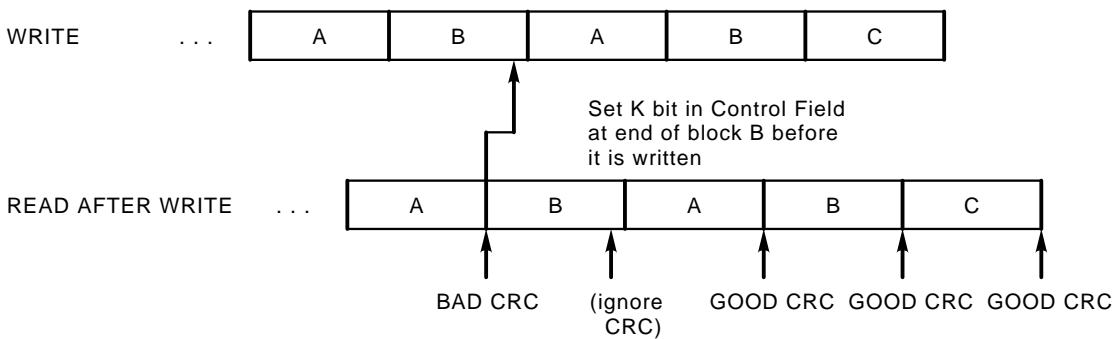 WRITE . . . A B A B C
Set K bit in Control Field
at end of block B before
it is written
READ AFTER WRITE . . . A B A B C
BAD CRC (ignore GOOD CRC GOOD CRC GOOD CRC
CRC)